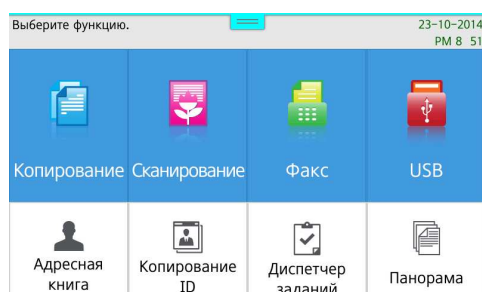 Выберите функцию.
23-10-2014
PM 8 51
Копирование Сканирование Факс USB
Адресная книга
Копирование ID
Диспетчер заданий
Панорама